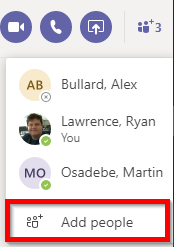 3
AB
Bullard, Alex
Lawrence, Ryan
You
MO
Osadebe, Martin
Add people